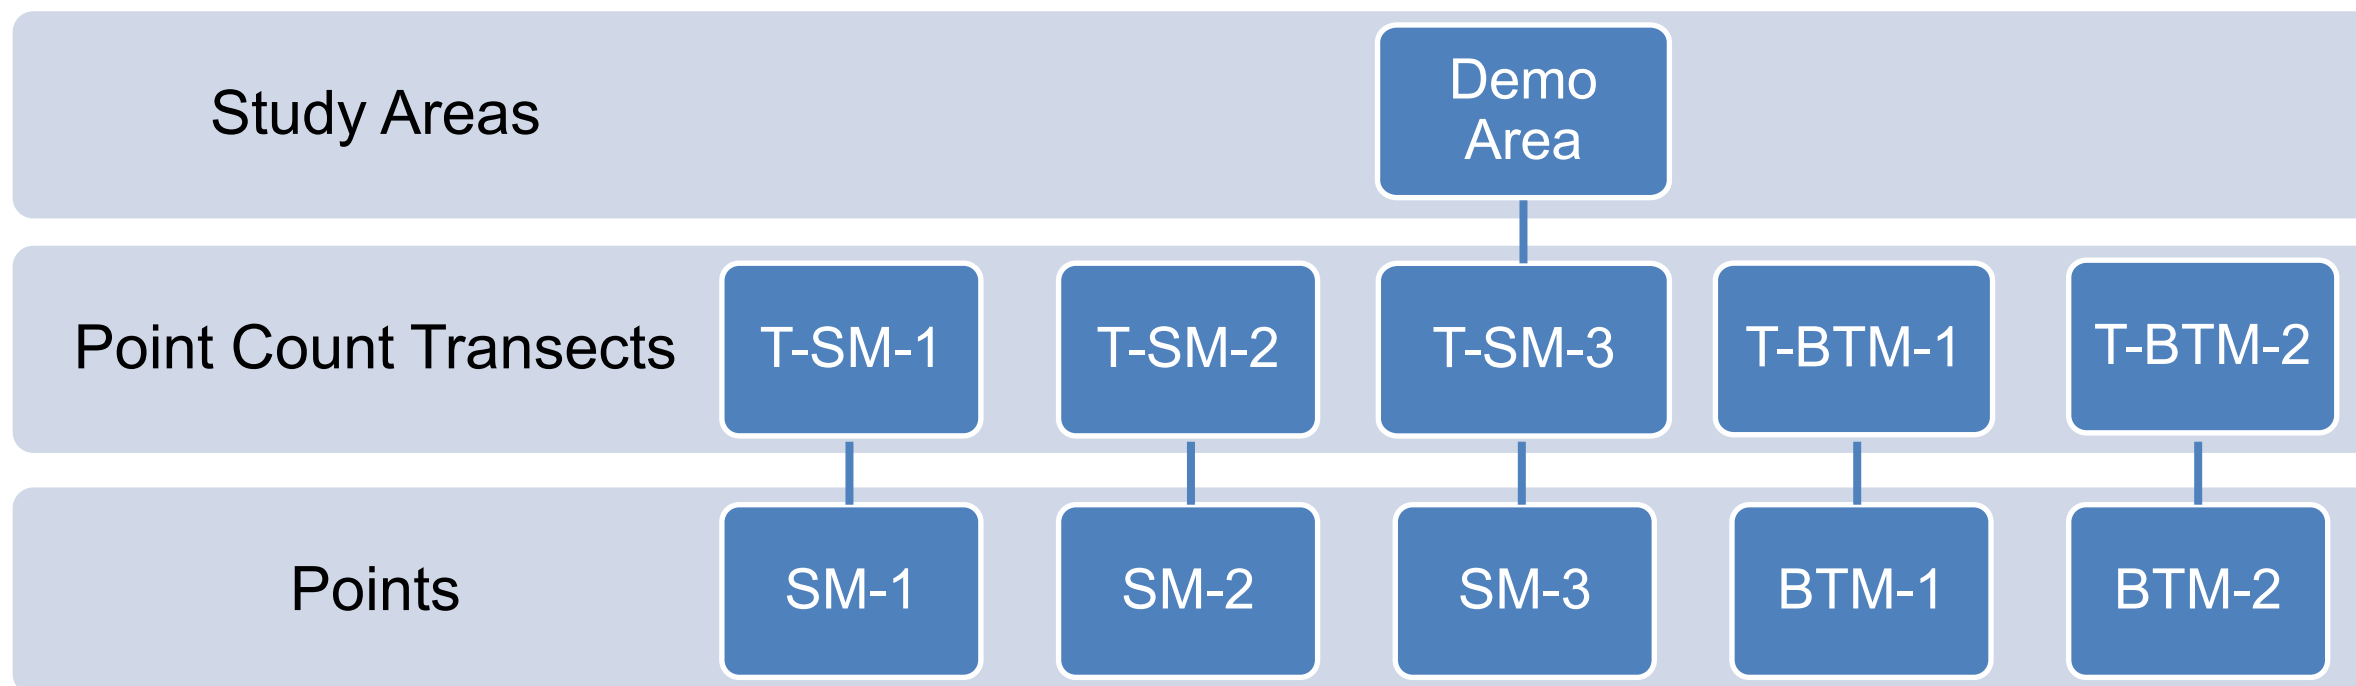 Study Areas
Demo
Area
Point Count Transects
T-SM-1
T-SM-2
T-SM-3
T-BTM-1
T-BTM-2
Points
SM-1
SM-2
SM-3
BTM-1
BTM-2